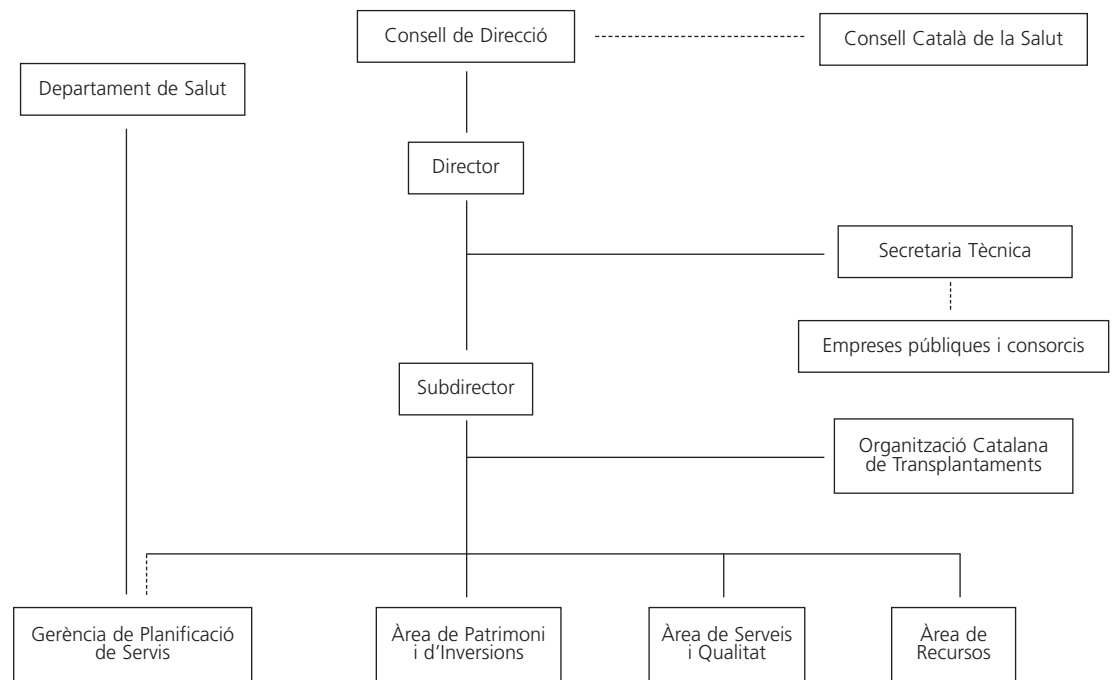 Consell de Direcció
Consell Català de la Salut
Departament de Salut
Director
Secretaria Tècnica
Empreses públiques i consorcis
Subdirector
Organització Catalana
de Transplantaments
Gerència de Planificació
de Servis
Àrea de Patrimoni
i d'Inversions
Àrea de Serveis
i Qualitat
Àrea de
Recursos